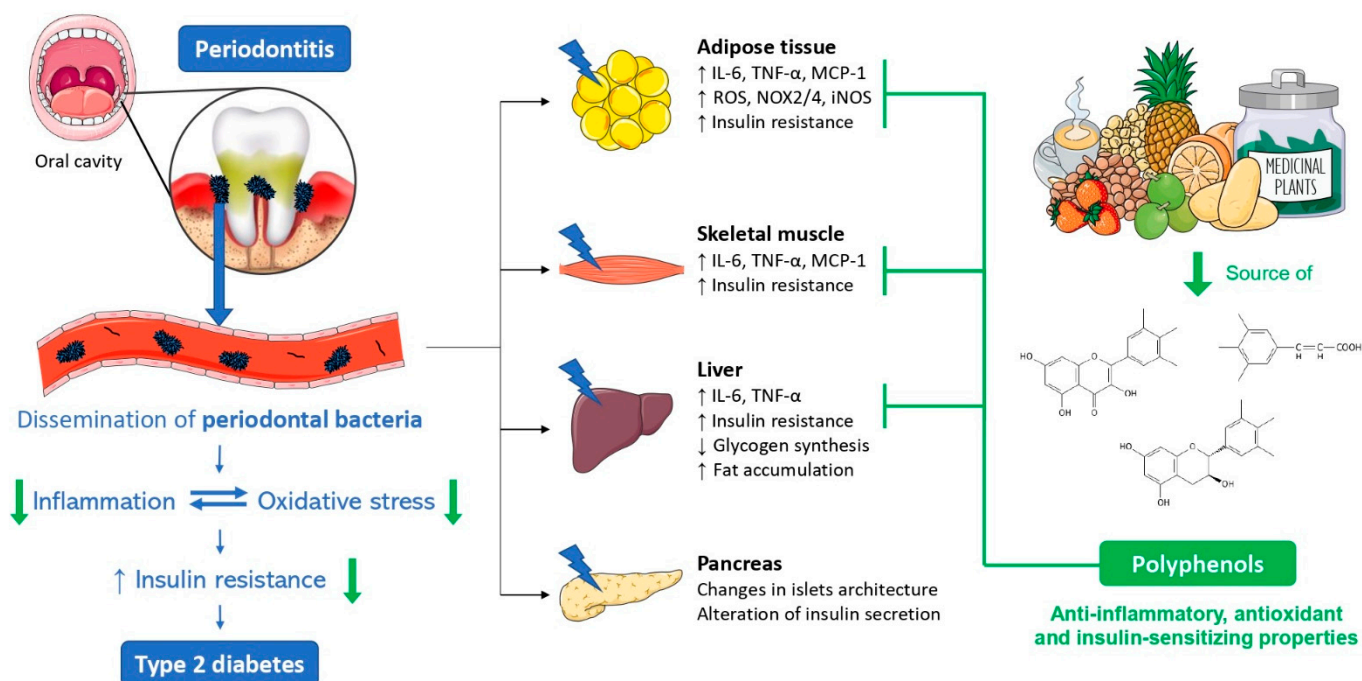 Periodontitis
Oral cavity
Dissemination of periodontal bacteria
Inflammation
Oxidative stress
↑ Insulin resistance
Type 2 diabetes
Adipose tissue
↑ IL-6, TNF-α, MCP-1
↑ ROS, NOX2/4, iNOS
↑ Insulin resistance
Skeletal muscle
↑ IL-6, TNF-α, MCP-1
↑ Insulin resistance
Liver
↑ IL-6, TNF-α
↑ Insulin resistance
↓ Glycogen synthesis
↑ Fat accumulation
Pancreas
Changes in islets architecture
Alteration of insulin secretion
MEDICINAL
PLANTS
Source of
HO
O
OH
OH
O
C=C-COOH
H H
HO
O
OH
OH
Polyphenols
Anti-inflammatory, antioxidant
and insulin-sensitizing properties